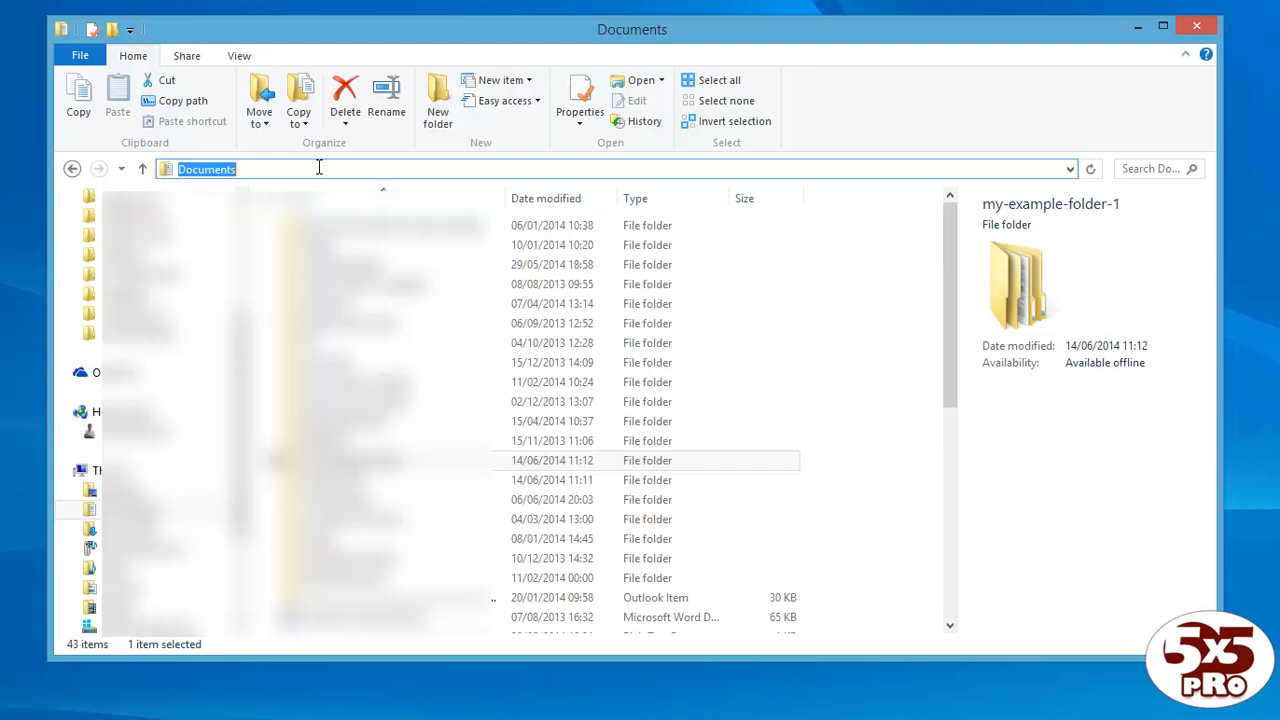 Documents
File Home Share View
Copy Paste Cut Copy path Paste shortcut Move to Copy to Delete Rename New folder New item Easy access Properties Open Edit History Select all Select none Invert selection
Clipboard Organize New Open Select
Documents Search Do...
Date modified Type Size
06/01/2014 10:38 File folder
10/01/2014 10:20 File folder
29/05/2014 18:58 File folder
08/08/2013 09:55 File folder
07/04/2014 13:14 File folder
06/09/2013 12:52 File folder
04/10/2013 12:28 File folder
15/12/2013 14:09 File folder
11/02/2014 10:24 File folder
02/12/2013 13:07 File folder
15/04/2014 10:37 File folder
15/11/2013 11:06 File folder
14/06/2014 11:12 File folder
14/06/2014 11:11 File folder
06/06/2014 20:03 File folder
04/03/2014 13:00 File folder
08/01/2014 14:45 File folder
10/12/2013 14:32 File folder
11/02/2014 00:00 File folder
20/01/2014 09:58 Outlook Item 30 KB
07/08/2013 16:32 Microsoft Word D... 65 KB
my-example-folder-1
File folder
Date modified: 14/06/2014 11:12
Availability: Available offline
43 items 1 item selected
5x5
PRO